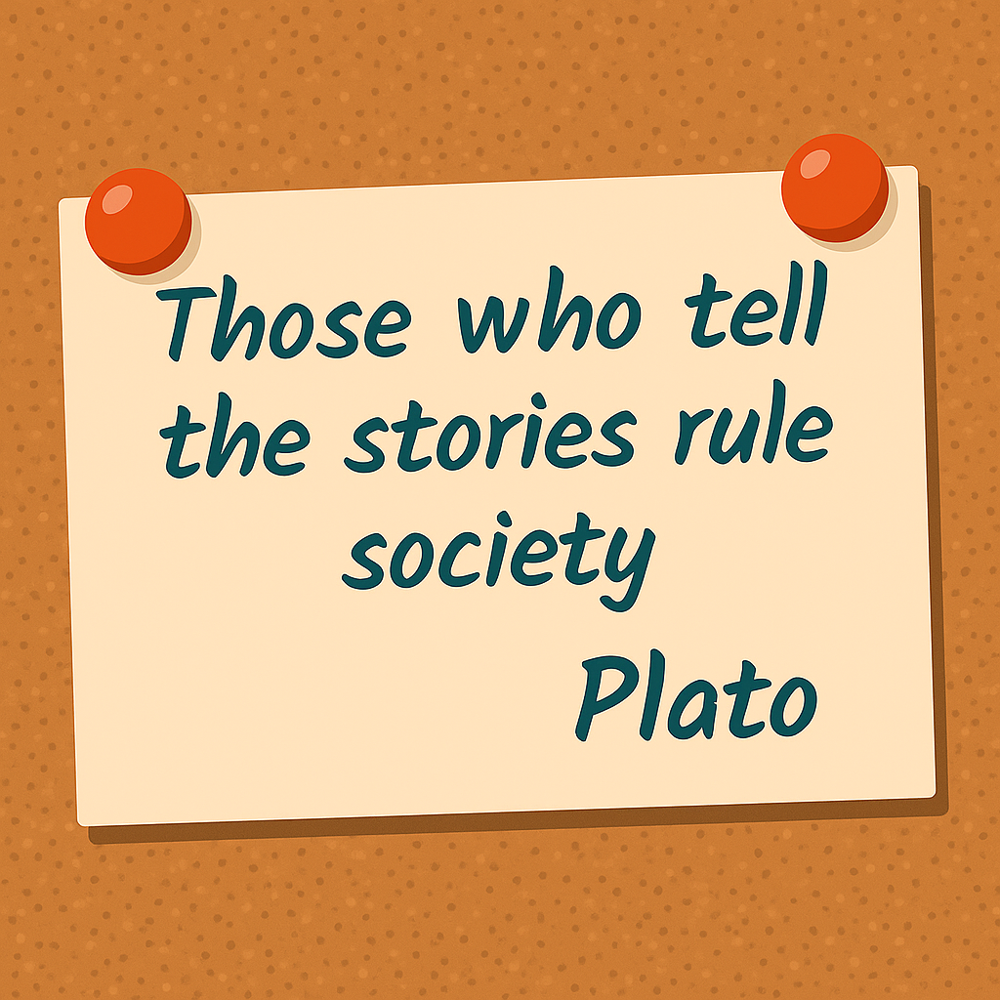 Those who tell
the stories rule
society
Plato